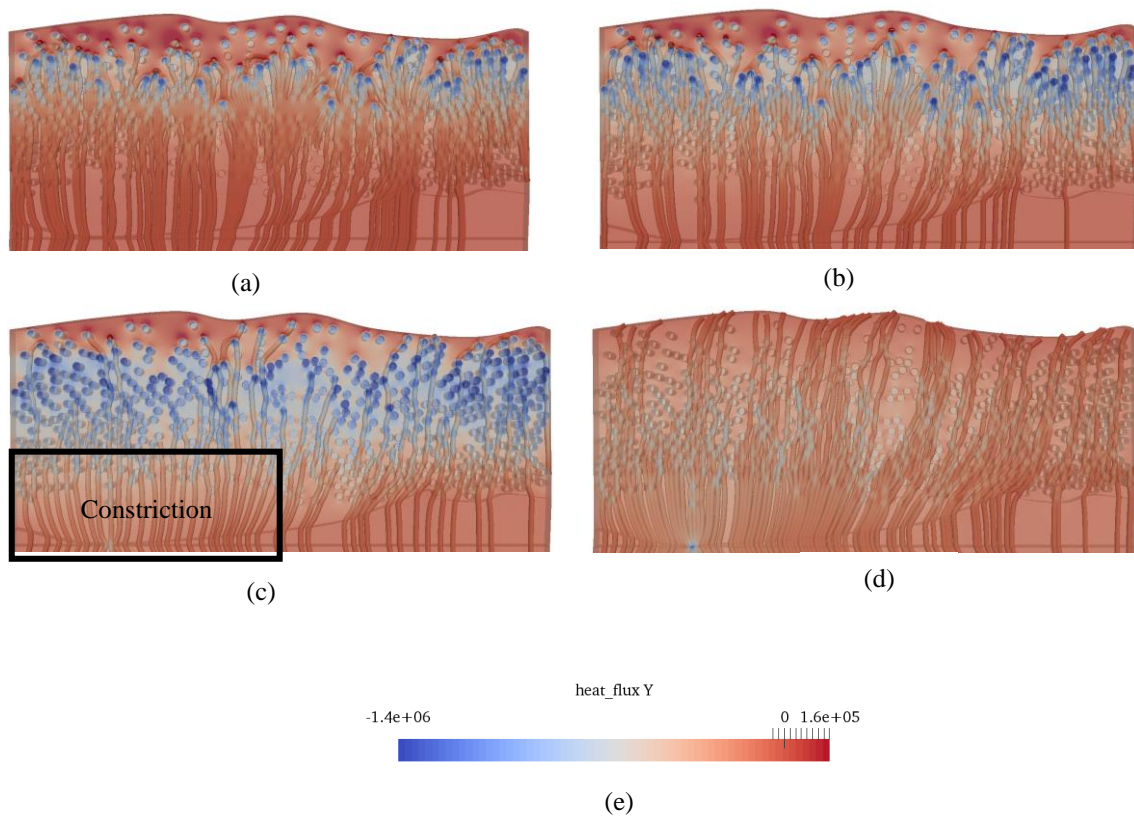 (a)
(b)
Constriction
(c)
(d)
heat_flux Y
-1.4e+06 0 1.6e+05
(e)